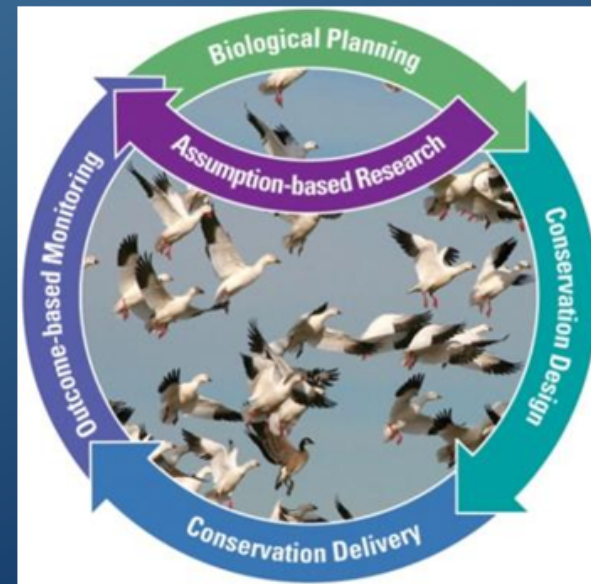 Biological Planning
Assumption-based Research
Conservation Design
Conservation Delivery
Outcome-based Monitoring